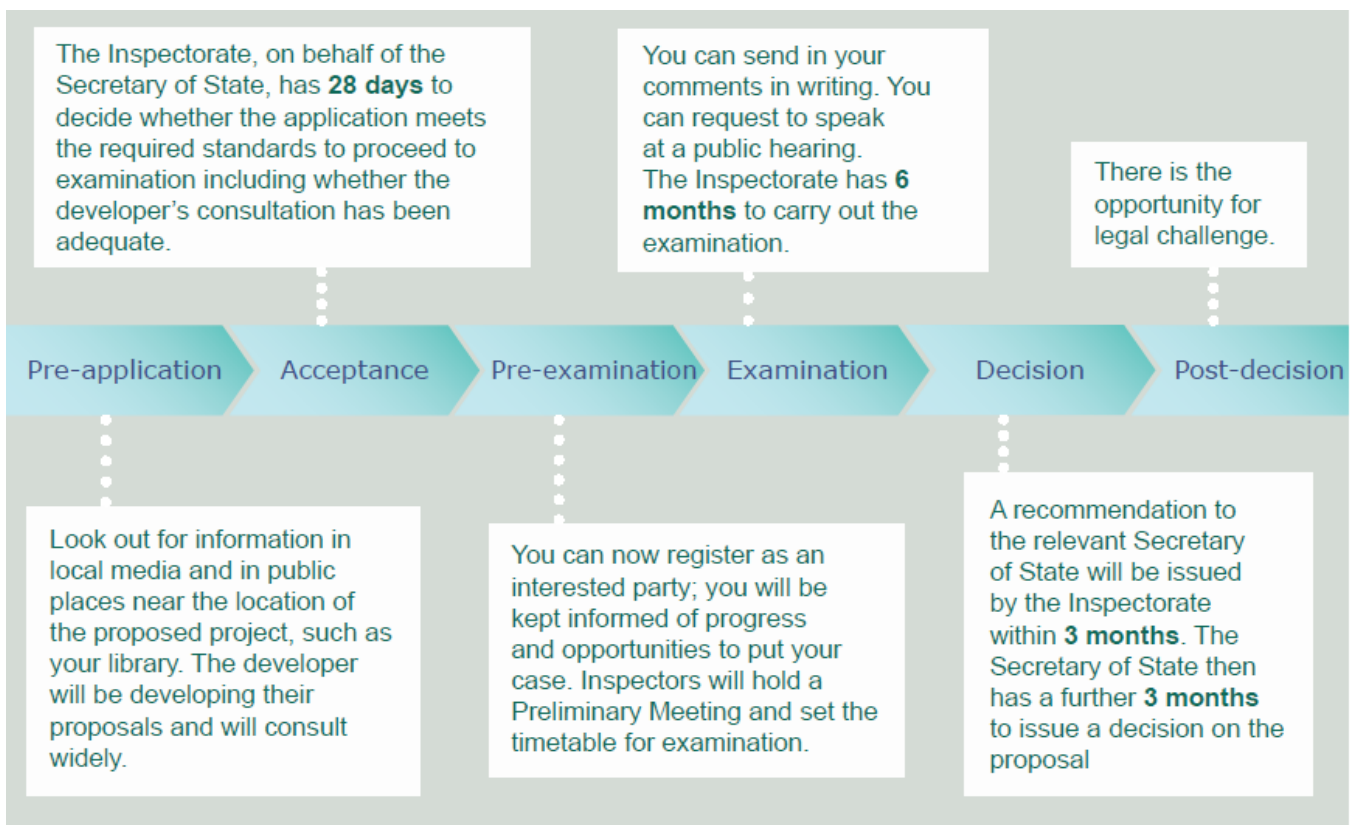 The Inspectorate, on behalf of the
Secretary of State, has 28 days to
decide whether the application meets
the required standards to proceed to
examination including whether the
developer's consultation has been
adequate.
You can send in your
comments in writing. You
can request to speak
at a public hearing.
The Inspectorate has 6
months to carry out the
examination.
There is the
opportunity for
legal challenge.
Pre-application
Acceptance
Pre-examination
Examination
Decision
Post-decision
Look out for information in
local media and in public
places near the location of
the proposed project, such as
your library. The developer
will be developing their
proposals and will consult
widely.
You can now register as an
interested party; you will be
kept informed of progress
and opportunities to put your
case. Inspectors will hold a
Preliminary Meeting and set the
timetable for examination.
A recommendation to
the relevant Secretary
of State will be issued
by the Inspectorate
within 3 months. The
Secretary of State then
has a further 3 months
to issue a decision on the
proposal